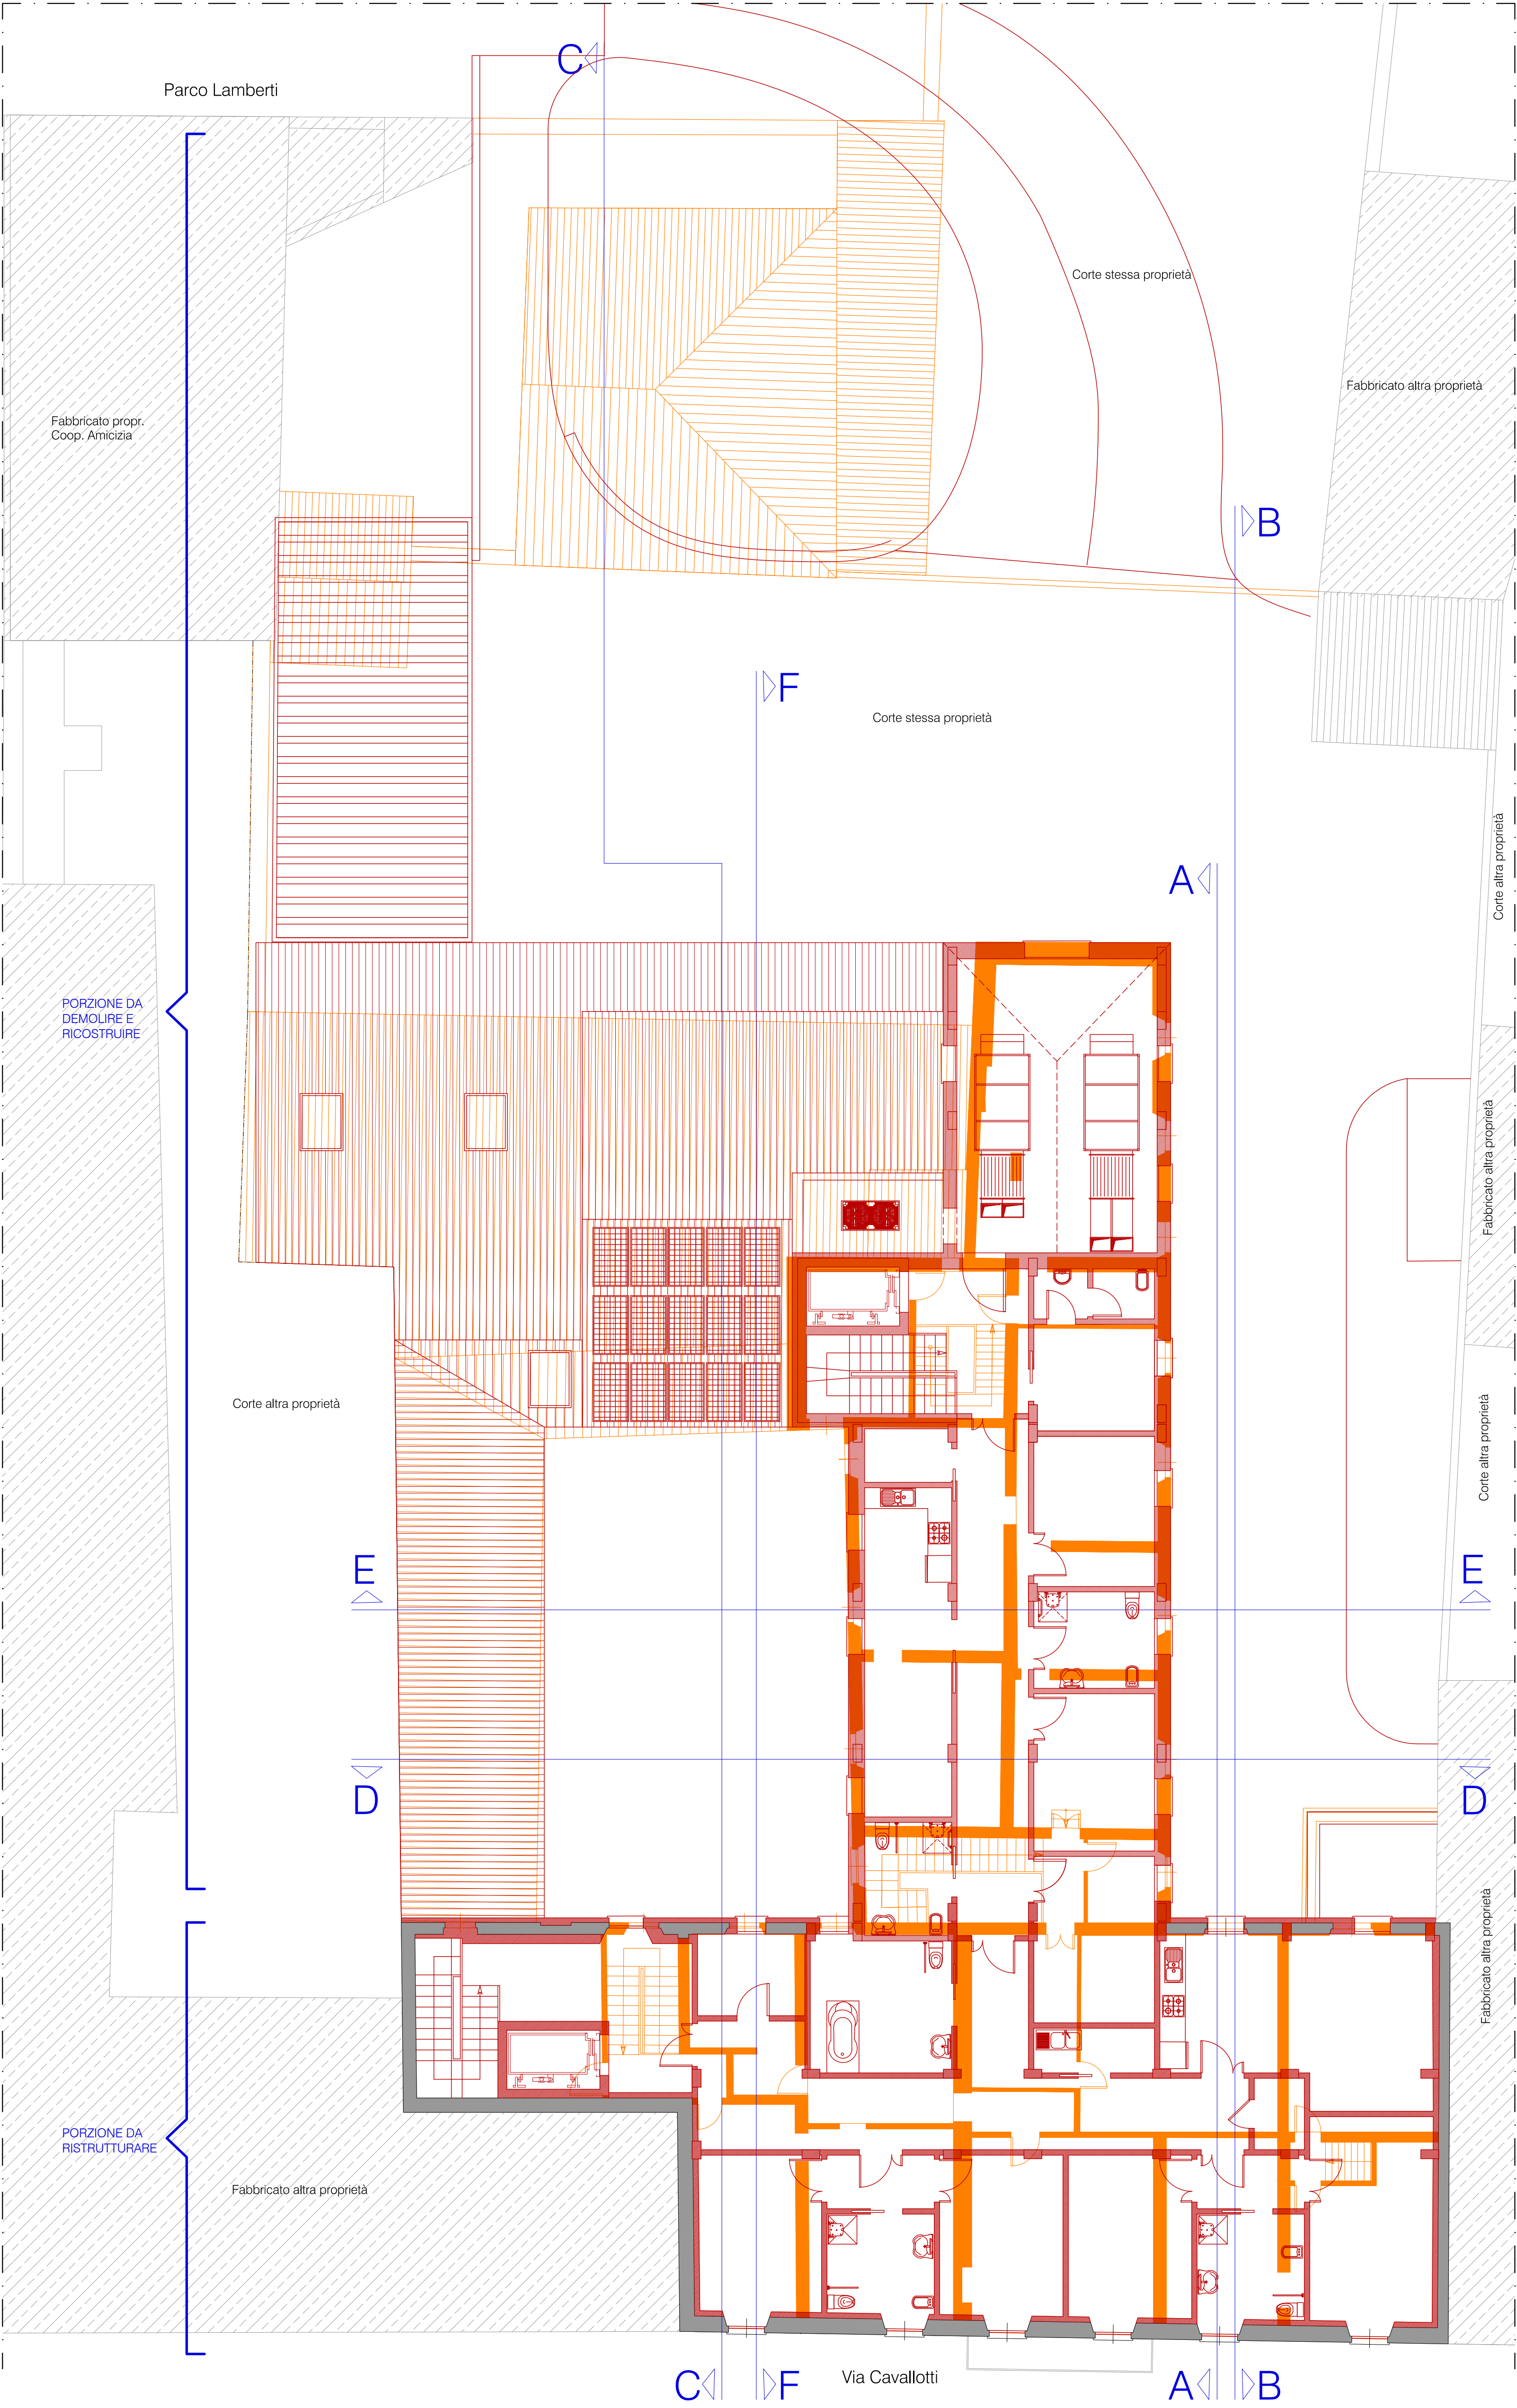 C
Parco Lamberti
Corte stessa proprietà
Fabbricato altra proprietà
Fabbricato propr.
Coop. Amicizia
B
F
Corte stessa proprietà
A
Corte altra proprietà
PORZIONE DA
DEMOLIRE E
RICOSTRUIRE
Fabbricato altra proprietà
Corte altra proprietà
Corte altra proprietà
E
E
D
D
Fabbricato altra proprietà
PORZIONE DA
RISTRUTTURARE
Fabbricato altra proprietà
Via Cavallotti
C
F
A
B